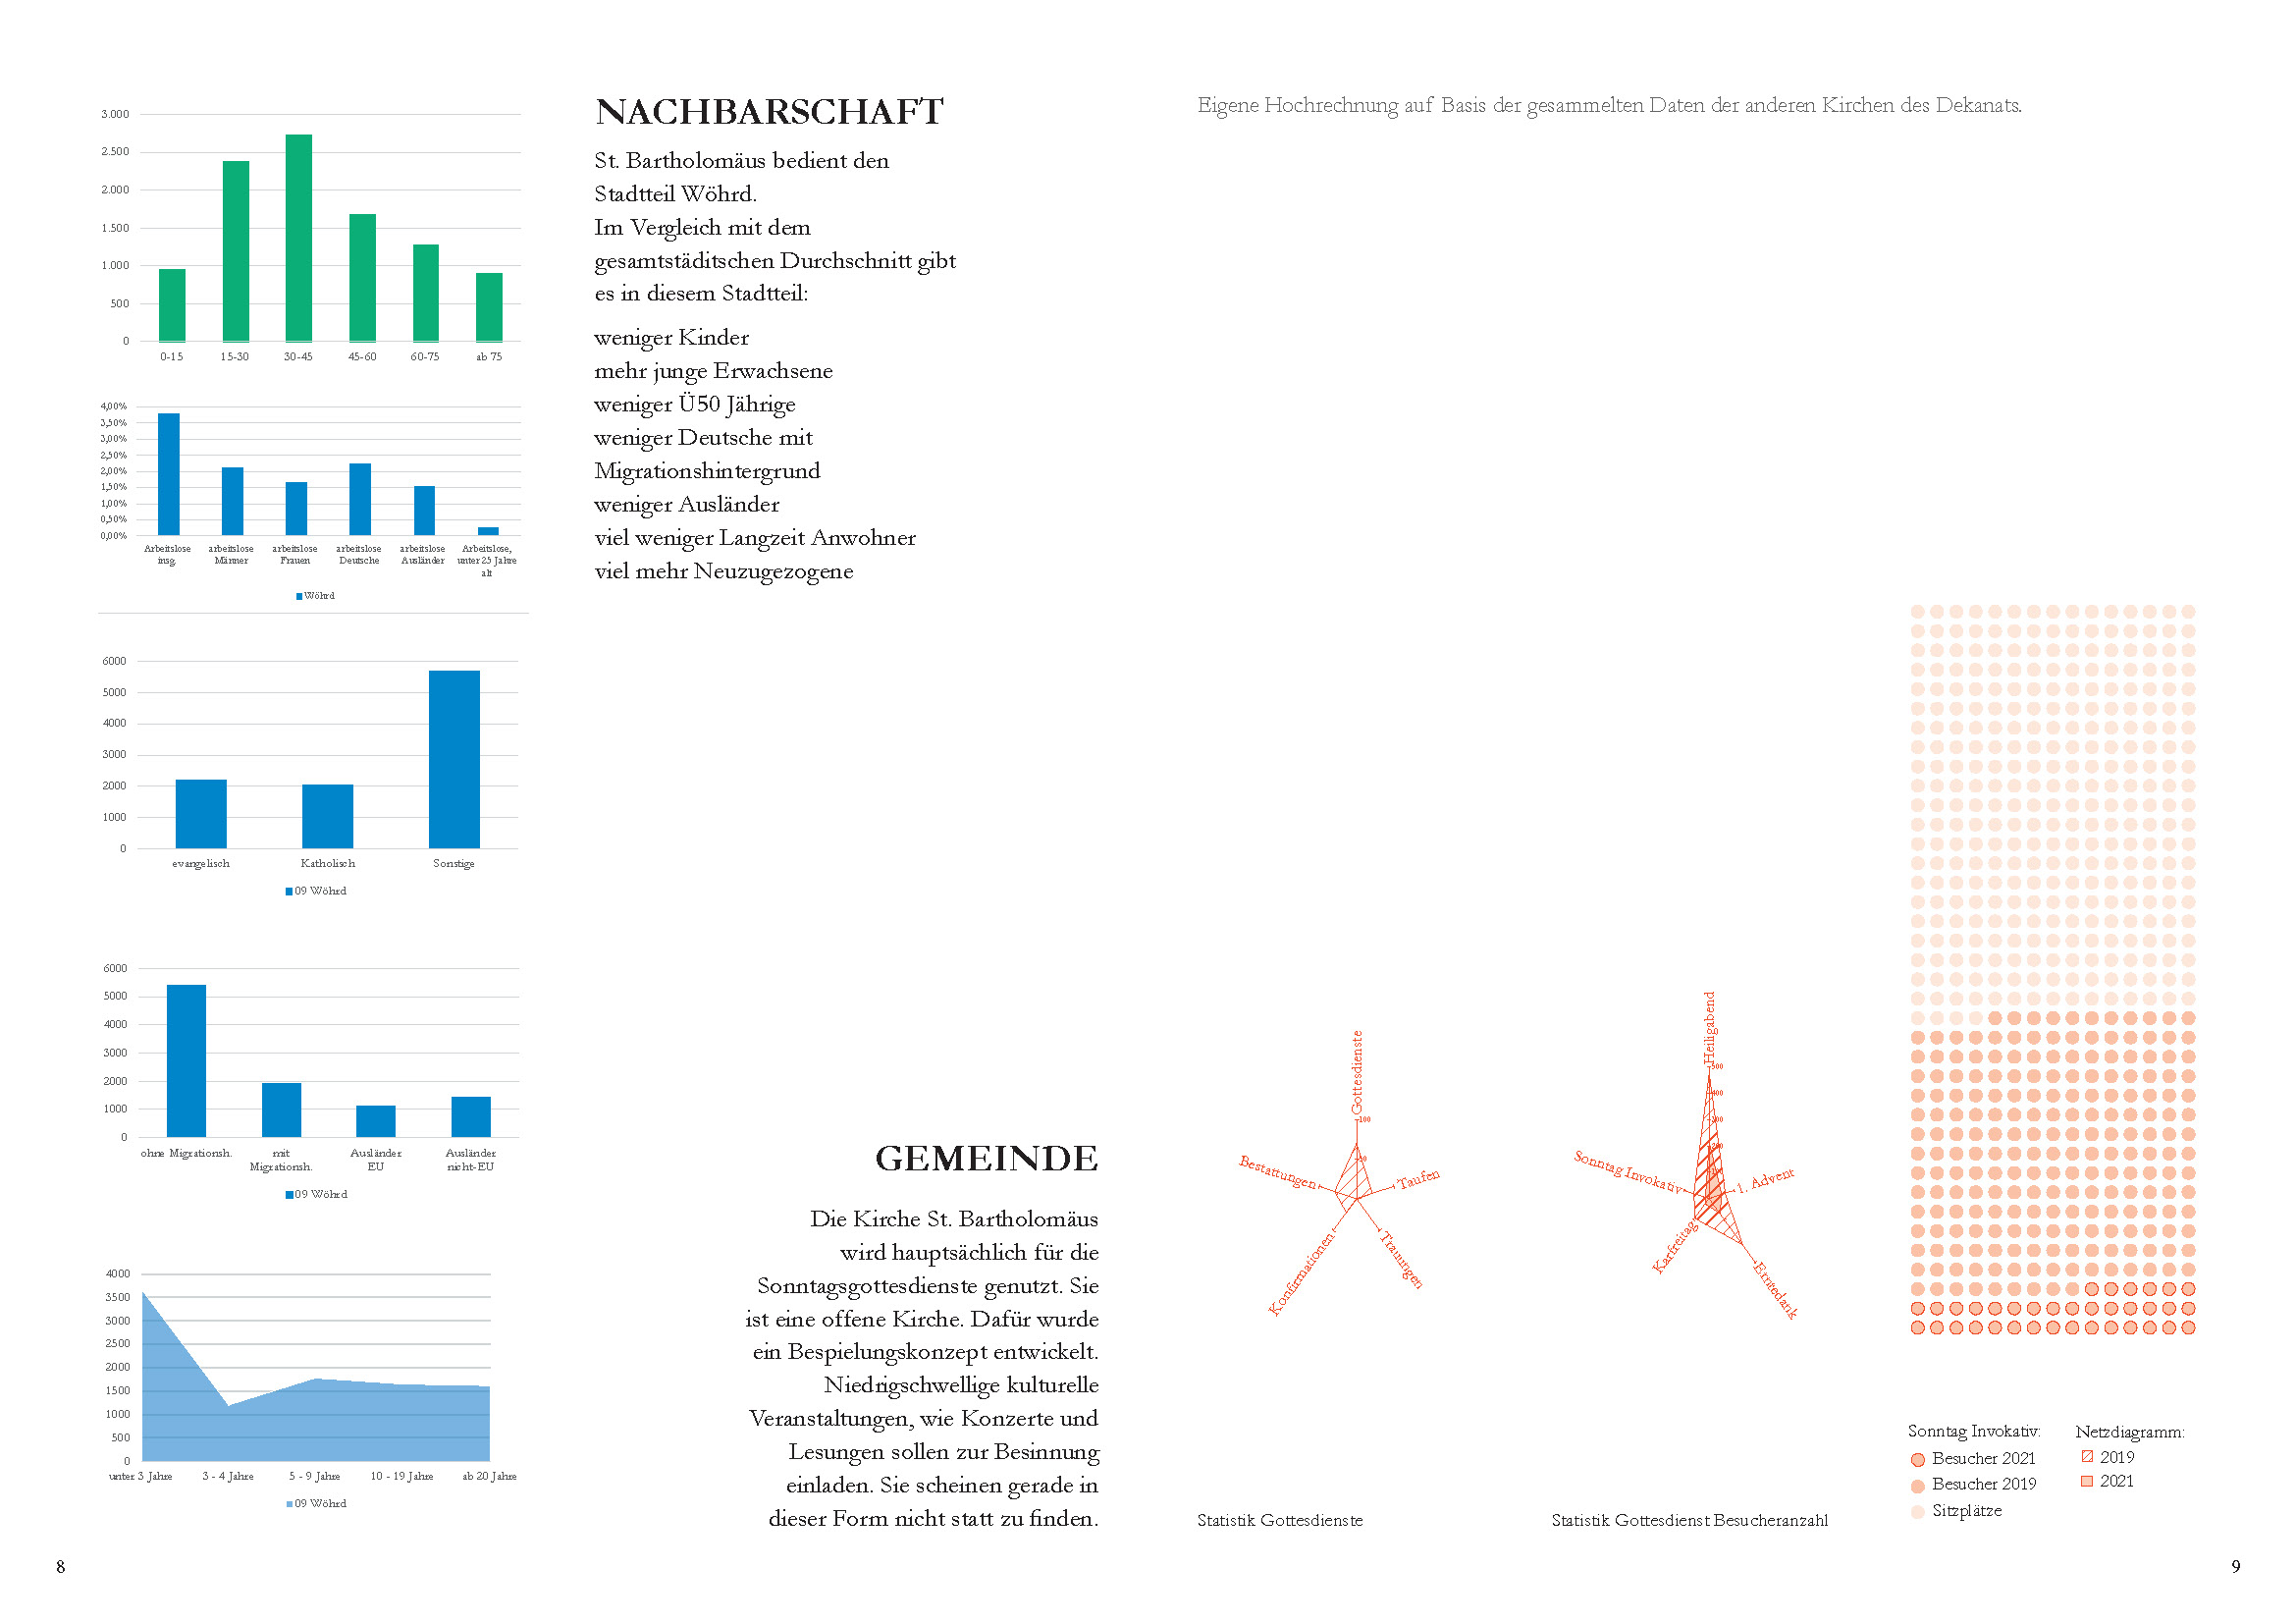 3.000
2.500
2.000
1.500
1.000
500
0
0-15 15-30 30-45 45-60 60-75 ab 75
4,00%
3,50%
3,00%
2,50%
2,00%
1,50%
1,00%
0,50%
0,00%
Arbeitslose insg.
arbeitslose Männer
arbeitslose Frauen
arbeitslose Deutsche
arbeitslose Ausländer
Arbeitslose, unter 25 Jahre alt
Wöhrd
6000
5000
4000
3000
2000
1000
0
evangelisch Katholisch Sonstige
09 Wöhrd
6000
5000
4000
3000
2000
1000
0
ohne Migrationsh.
mit Migrationsh.
Ausländer EU
Ausländer nicht-EU
09 Wöhrd
4000
3500
3000
2500
2000
1500
1000
500
0
unter 3 Jahre 3 - 4 Jahre 5 - 9 Jahre 10 - 19 Jahre ab 20 Jahre
09 Wöhrd
8
NACHBARSCHAFT
St. Bartholomäus bedient den
Stadtteil Wöhrd.
Im Vergleich mit dem
gesamtstäditschen Durchschnitt gibt
es in diesem Stadtteil:
weniger Kinder
mehr junge Erwachsene
weniger Ü50 Jährige
weniger Deutsche mit
Migrationshintergrund
weniger Ausländer
viel weniger Langzeit Anwohner
viel mehr Neuzugezogene
GEMEINDE
Die Kirche St. Bartholomäus
wird hauptsächlich für die
Sonntagsgottesdienste genutzt. Sie
ist eine offene Kirche. Dafür wurde
ein Bespielungskonzept entwickelt.
Niedrigschwellige kulturelle
Veranstaltungen, wie Konzerte und
Lesungen sollen zur Besinnung
einladen. Sie scheinen gerade in
dieser Form nicht statt zu finden.
Eigene Hochrechnung auf Basis der gesammelten Daten der anderen Kirchen des Dekanats.
Gottesdienste
100
50
Taufen
Trauungen
Konfirmationen
Bestattungen
Statistik Gottesdienste
Heiligabend
500
400
300
200
1. Advent
Erntedank
Karfreitag
Sonntag Invokativ
Statistik Gottesdienst Besucheranzahl
Sonntag Invokativ:
Besucher 2021
Besucher 2019
Sitzplätze
Netzdiagramm:
2019
2021
9